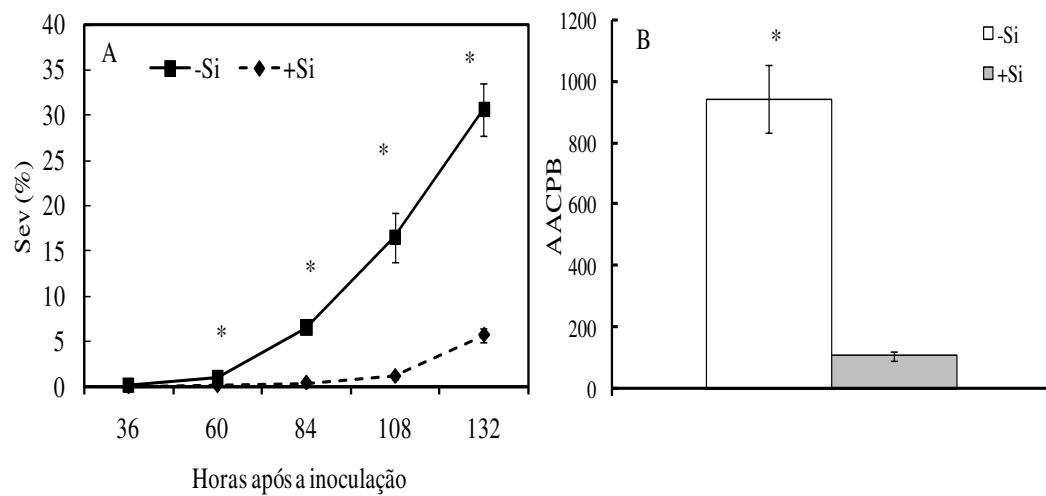 A
-Si
+Si
*
*
*
*
*
40
35
30
25
20
15
10
5
0
Sev (%)
36 60 84 108 132
Horas após a inoculação
B
*
-Si
+Si
1200
1000
800
600
400
200
0
AACPB